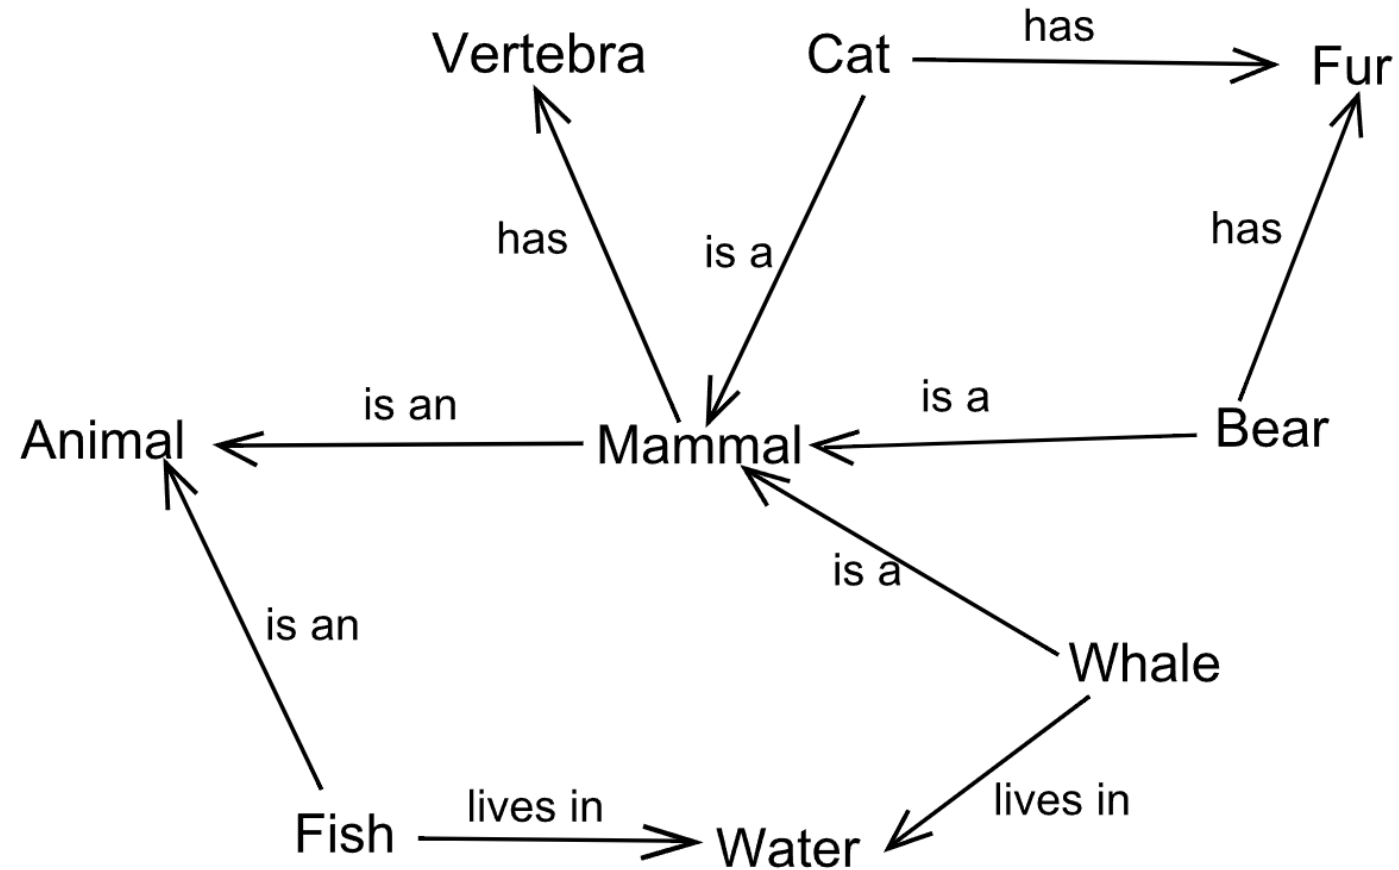 has
Vertebra
Cat
Fur
has
is a
has
is an
is a
Animal
Mammal
Bear
is a
is an
Whale
lives in
lives in
Fish
Water